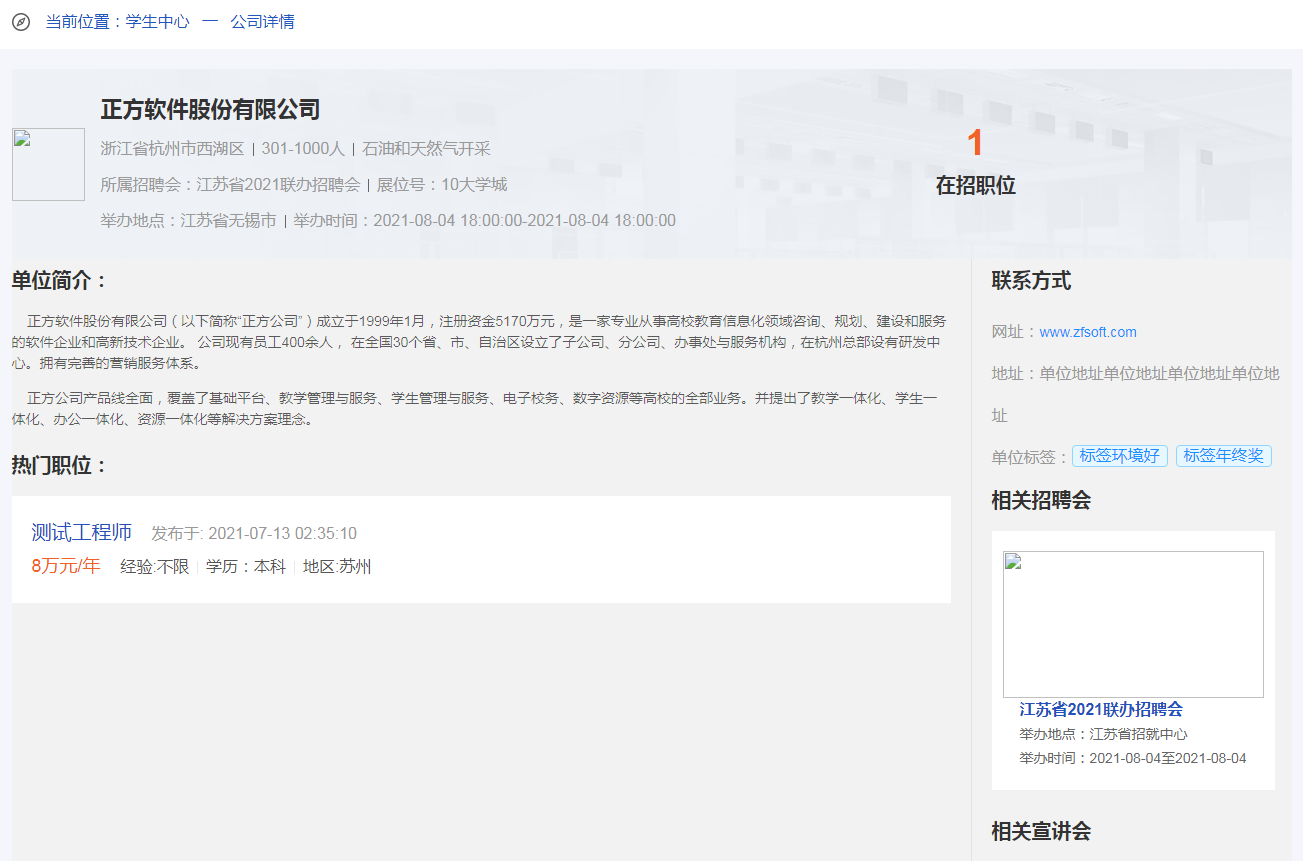 当前位置：学生中心 一 公司详情
正方软件股份有限公司
浙江省杭州市西湖区 | 301-1000人 | 石油和天然气开采
所属招聘会：江苏省2021联办招聘会 | 展位号：10大学城
举办地点：江苏省无锡市 | 举办时间：2021-08-04 18:00:00-2021-08-04 18:00:00
1
在招职位
单位简介：
正方软件股份有限公司（以下简称“正方公司”）成立于1999年1月，注册资金5170万元，是一家专业从事高校教育信息化领域咨询、规划、建设和服务
的软件企业和高新技术企业。 公司现有员工400余人， 在全国30个省、市、自治区设立了子公司、分公司、办事处与服务机构，在杭州总部设有研发中
心。拥有完善的营销服务体系。
正方公司产品线全面，覆盖了基础平台、教学管理与服务、学生管理与服务、电子校务、数字资源等高校的全部业务。并提出了教学一体化、学生一
体化、办公一体化、资源一体化等解决方案理念。
热门职位：
测试工程师 发布于: 2021-07-13 02:35:10
8万元/年 经验:不限 | 学历：本科 | 地区:苏州
联系方式
网址：www.zfsoft.com
地址：单位地址单位地址单位地址单位地
址
单位标签： 标签环境好 标签年终奖
相关招聘会
江苏省2021联办招聘会
举办地点：江苏省招就中心
举办时间：2021-08-04至2021-08-04
相关宣讲会